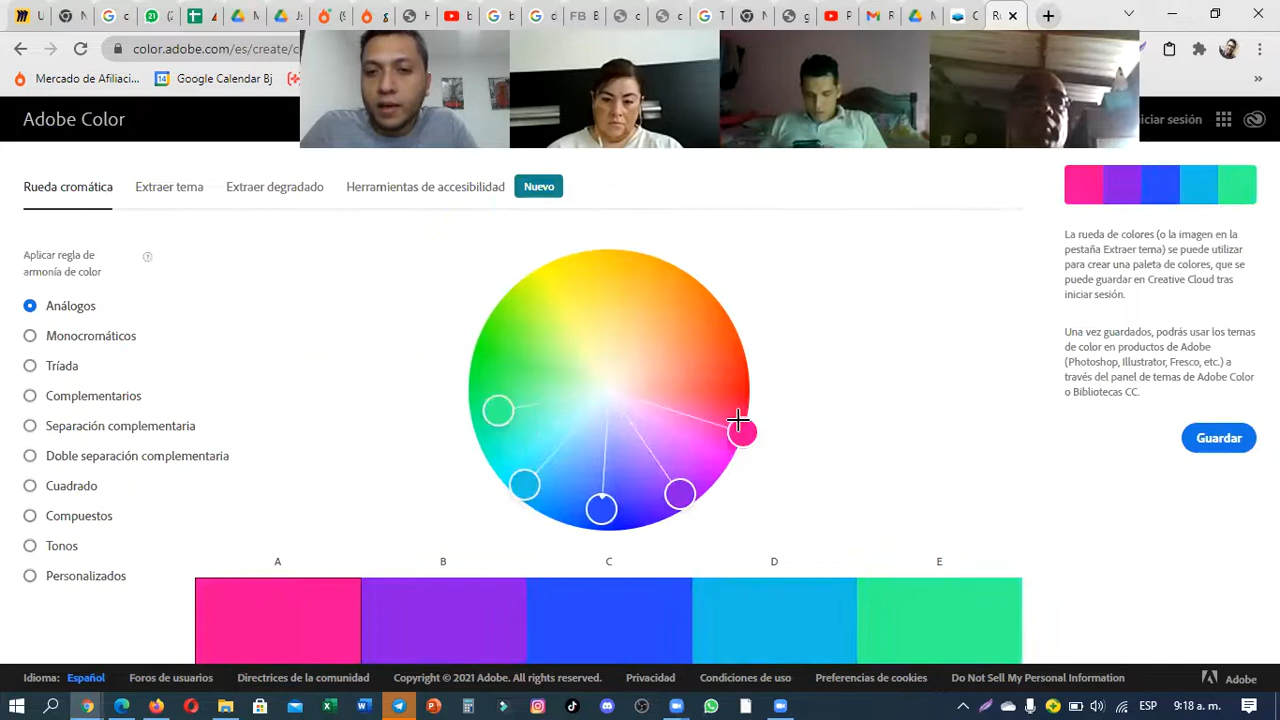 color.adobe.com/es/create/c
Mercado de Afiliac...
Google Calendar Bj
Adobe Color
iciar sesión
Rueda cromática
Extraer tema
Extraer degradado
Herramientas de accesibilidad
Nuevo
La rueda de colores (o la imagen en la
pestaña Extraer tema) se puede utilizar
para crear una paleta de colores, que se
puede guardar en Creative Cloud tras
iniciar sesión.
Una vez guardados, podrás usar los temas
de color en productos de Adobe
(Photoshop, Illustrator, Fresco, etc.) a
través del panel de temas de Adobe Color
o Bibliotecas CC.
Guardar
Aplicar regla de
armonía de color
Análogos
Monocromáticos
Tríada
Complementarios
Separación complementaria
Doble separación complementaria
Cuadrado
Compuestos
Tonos
Personalizados
A B C D E
Idioma: Español Foros de usuarios Directrices de la comunidad Copyright © 2021 Adobe. All rights reserved. Privacidad Condiciones de uso Preferencias de cookies Do Not Sell My Personal Information Adobe
ESP 9:18 a. m.